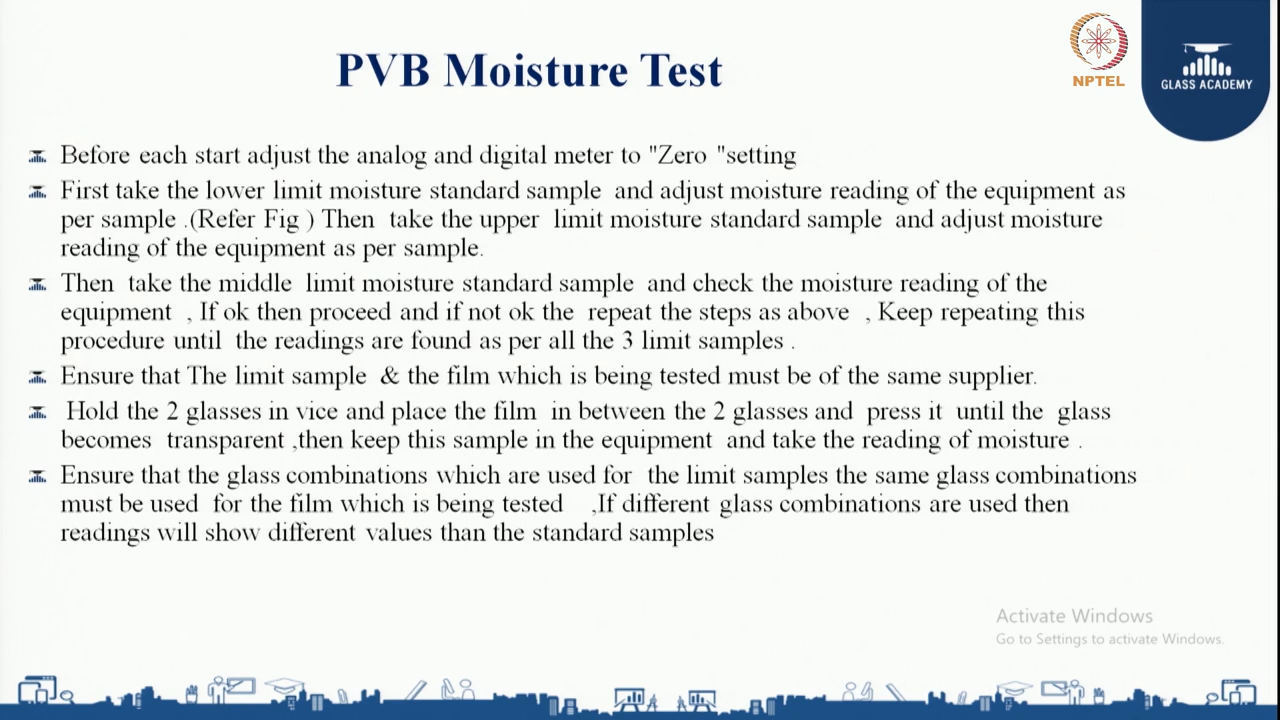 PVB Moisture Test
NPTEL
GLASS ACADEMY
Before each start adjust the analog and digital meter to "Zero "setting
First take the lower limit moisture standard sample and adjust moisture reading of the equipment as
per sample .(Refer Fig ) Then take the upper limit moisture standard sample and adjust moisture
reading of the equipment as per sample.
Then take the middle limit moisture standard sample and check the moisture reading of the
equipment , If ok then proceed and if not ok the repeat the steps as above , Keep repeating this
procedure until the readings are found as per all the 3 limit samples .
Ensure that The limit sample & the film which is being tested must be of the same supplier.
Hold the 2 glasses in vice and place the film in between the 2 glasses and press it until the glass
becomes transparent ,then keep this sample in the equipment and take the reading of moisture .
Ensure that the glass combinations which are used for the limit samples the same glass combinations
must be used for the film which is being tested ,If different glass combinations are used then
readings will show different values than the standard samples
Activate Windows
Go to Settings to activate Windows.